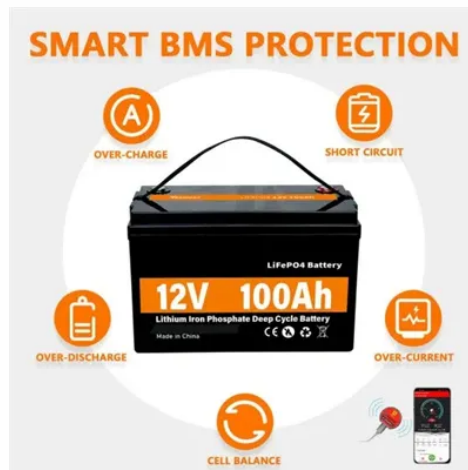 SMART BMS PROTECTION
A
OVER-CHARGE
SHORT CIRCUIT
LiFePO4 Battery
12V 100Ah
Lithium Iron Phosphate Deep Cycle Battery
Made in China
CE
OVER-DISCHARGE
OVER-CURRENT
CELL BALANCE